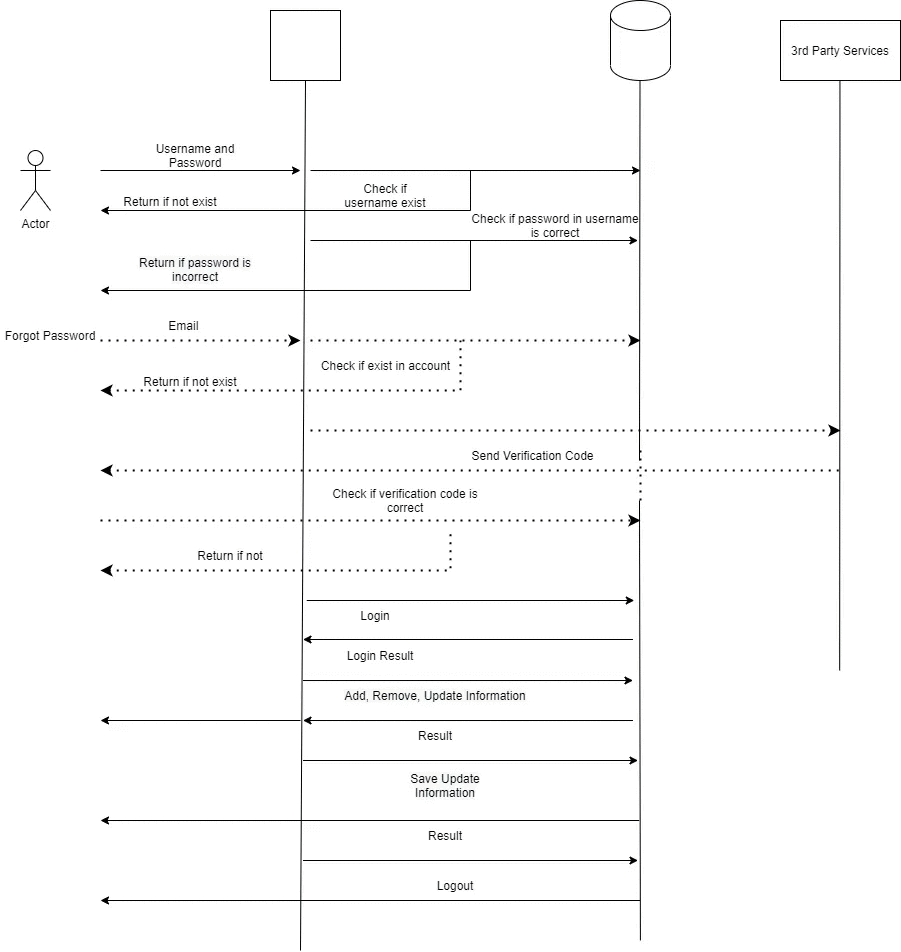 3rd Party Services
Username and
Password
Check if
username exist
Return if not exist
Actor
Check if password in username
is correct
Return if password is
incorrect
Forgot Password
Email
Check if exist in account
Return if not exist
Send Verification Code
Check if verification code is
correct
Return if not
Login
Login Result
Add, Remove, Update Information
Result
Save Update
Information
Result
Logout